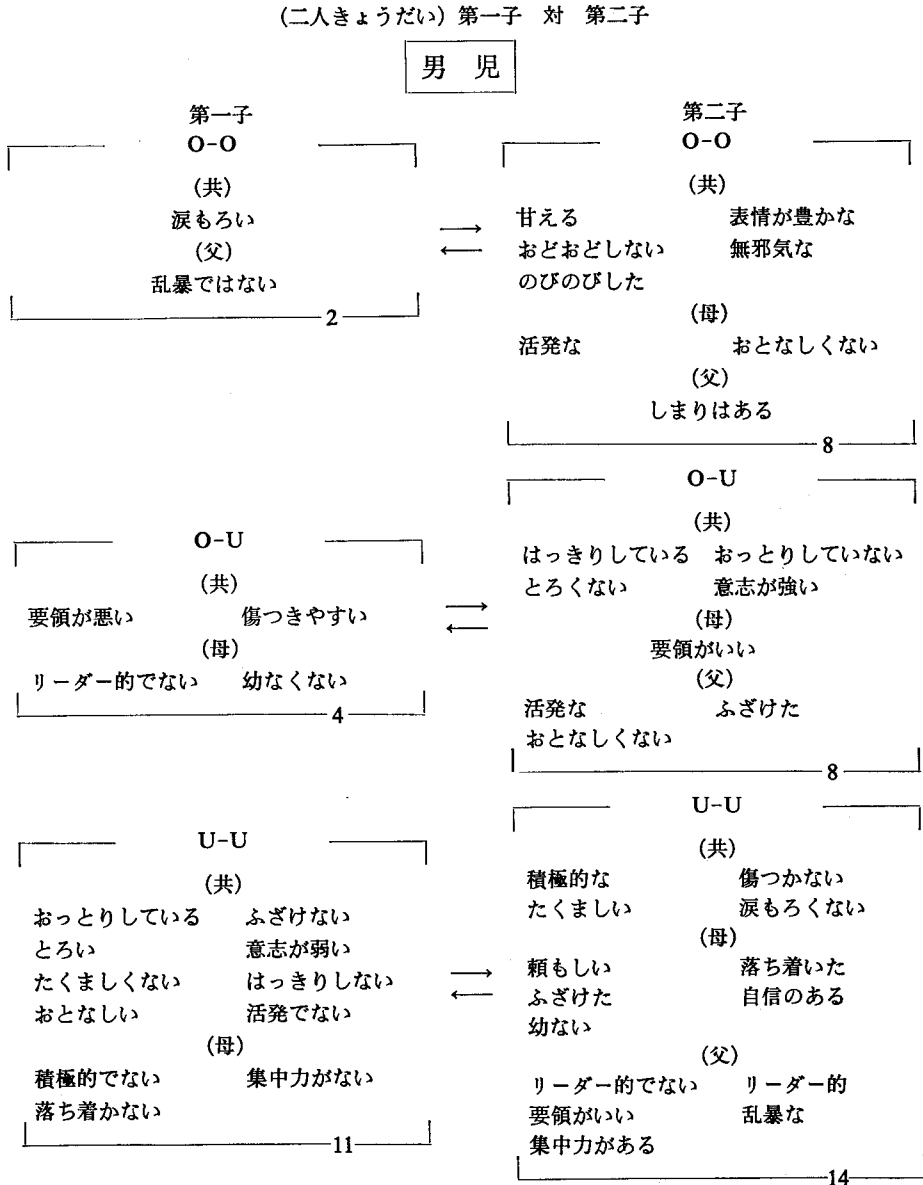 (二人きょうだい) 第一子 対 第二子
男 児
第一子
O-O
(共)
涙もろい
(父)
乱暴ではない
2
第二子
O-O
(共)
甘える 表情が豊かな
おどおどしない 無邪気な
のびのびした
(母)
活発な おとなしくない
(父)
しまりはある
8
O-U
(共)
要領が悪い 傷つきやすい
(母)
リーダー的でない 幼なくない
4
O-U
(共)
はっきりしている おっとりしていない
とろくない 意志が強い
(母)
要領がいい
(父)
活発な ふざけた
おとなしくない
8
U-U
(共)
おっとりしている ふざけない
とろい 意志が弱い
たくましくない はっきりしない
おとなしい 活発でない
(母)
積極的でない 集中力がない
落ち着かない
11
U-U
(共)
積極的な 傷つかない
たくましい 涙もろくない
(母)
頼もしい 落ち着いた
ふざけた 自信のある
幼ない
(父)
リーダー的でない リーダー的
要領がいい 乱暴な
集中力がある
14